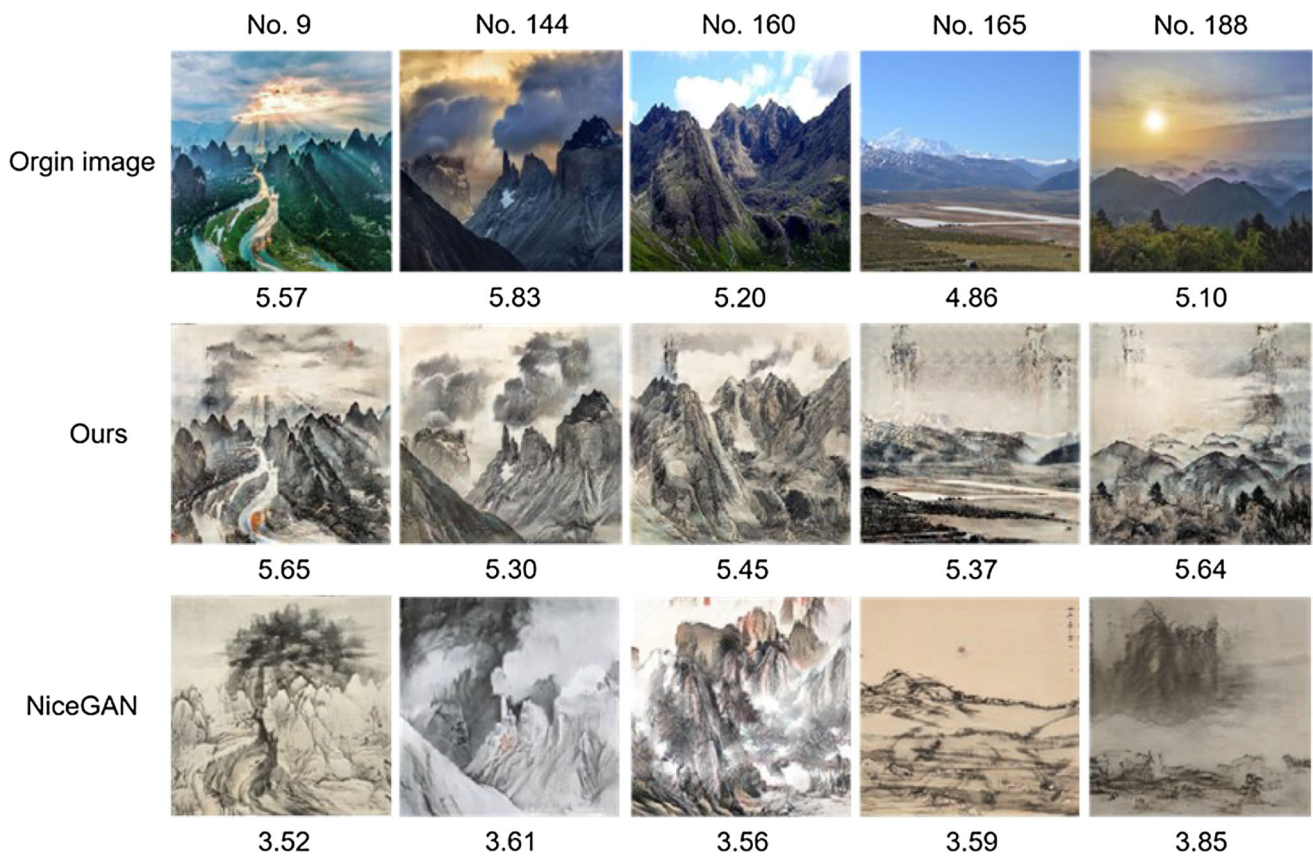 No. 9 No. 144 No. 160 No. 165 No. 188
Orgin image
5.57 5.83 5.20 4.86 5.10
Ours
5.65 5.30 5.45 5.37 5.64
NiceGAN
3.52 3.61 3.56 3.59 3.85